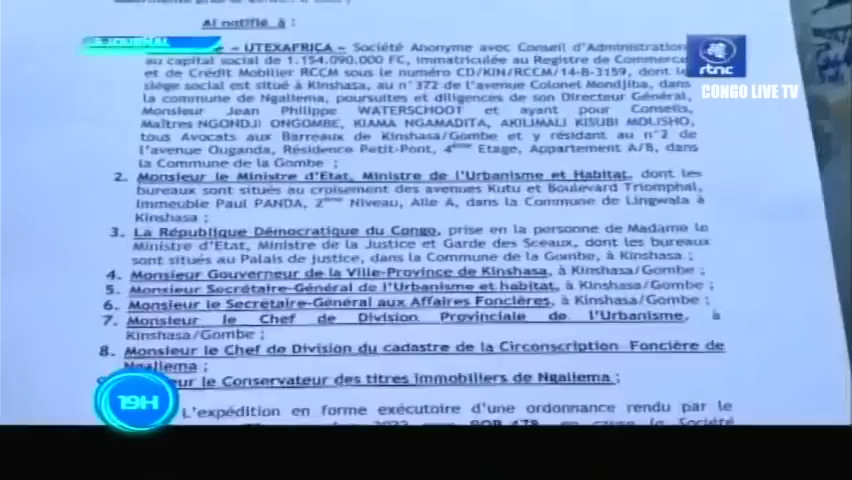 AI notifié à :
JOURNAL
– UTEXAFRICA – Société Anonyme avec Conseil d'Administration
rtnc
au capital social de 1.154.090.000 FC, immatriculée au Registre de Commerce
et de Crédit Mobilier RCCM sous le numéro CD/KIN/RCCM/14-B-3159, dont le
CONGO LIVE TV
siège social est situé à Kinshasa, au n°372 de l'avenue Colonel Mondjiba, dans
la commune de Ngaliema, poursuites et diligences de son Directeur Général,
Monsieur Jean Philippe WATERSCHOOT et ayant pour Conseils,
Maîtres NGONDJI ONGOMBE, KIAMA NGAMADITA, AKILIMALI KISUBI MOLISHO,
tous Avocats aux Barreaux de Kinshasa/Gombe et y résidant au n°2 de
l'avenue Ouganda, Résidence Petit-Pont, 4ème Etage, Appartement A/B, dans
la Commune de la Gombe ;
2. Monsieur le Ministre d'Etat, Ministre de l'Urbanisme et Habitat, dont les
bureaux sont situés au croisement des avenues Kutu et Boulevard Triomphal,
Immeuble Paul PANDA, 2ème Niveau, Aile A, dans la Commune de Lingwala à
Kinshasa ;
3. La République Démocratique du Congo, prise en la personne de Madame le
Ministre d'Etat, Ministre de la Justice et Garde des Sceaux, dont les bureaux
sont situés au Palais de justice, dans la Commune de la Gombe, à Kinshasa ;
4. Monsieur Gouverneur de la Ville-Province de Kinshasa, à Kinshasa/Gombe ;
5. Monsieur Secrétaire-Général de l'Urbanisme et habitat, à Kinshasa/Gombe ;
6. Monsieur le Secrétaire-Général aux Affaires Foncières, à Kinshasa/Gombe ;
7. Monsieur le Chef de Division Provinciale de l'Urbanisme, à
Kinshasa/Gombe ;
8. Monsieur le Chef de Division du cadastre de la Circonscription Foncière de
Ngaliema ;
le Conservateur des titres immobiliers de Ngaliema ;
19H
L'expédition en forme exécutoire d'une ordonnance rendu par le